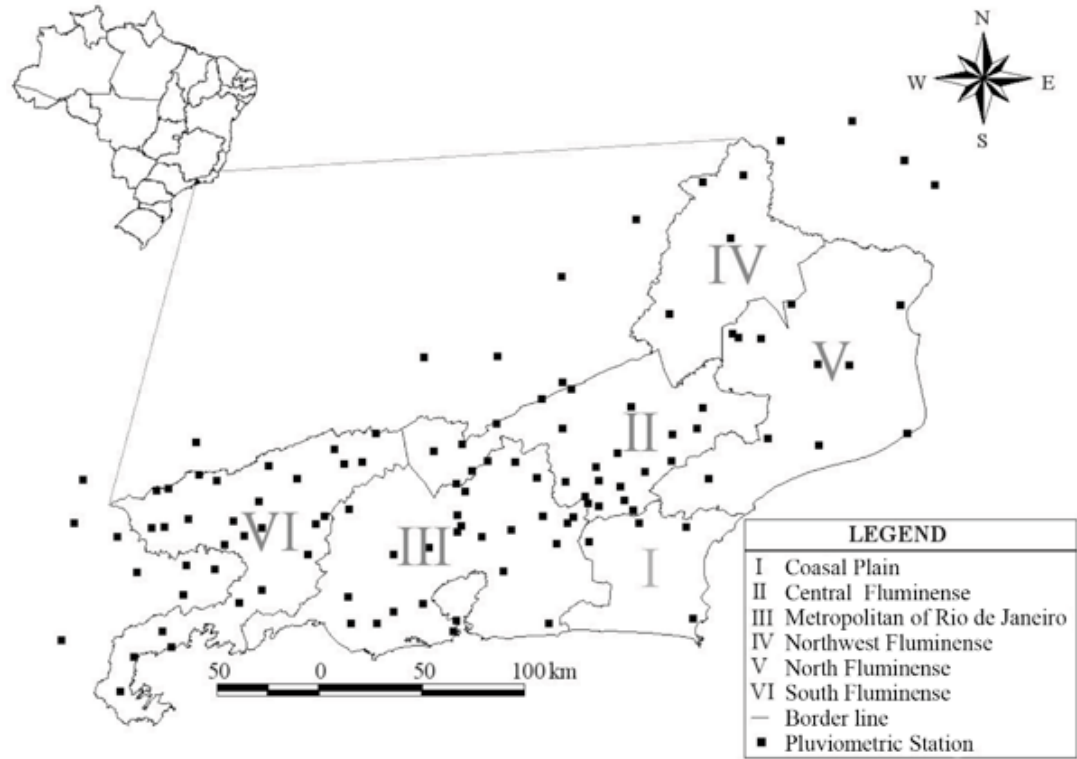 N
W E
S
IV
V
II
VI
III
I
50 0 50 100 km
LEGEND
I Coasal Plain
II Central Fluminense
III Metropolitan of Rio de Janeiro
IV Northwest Fluminense
V North Fluminense
VI South Fluminense
Border line
Pluviometric Station